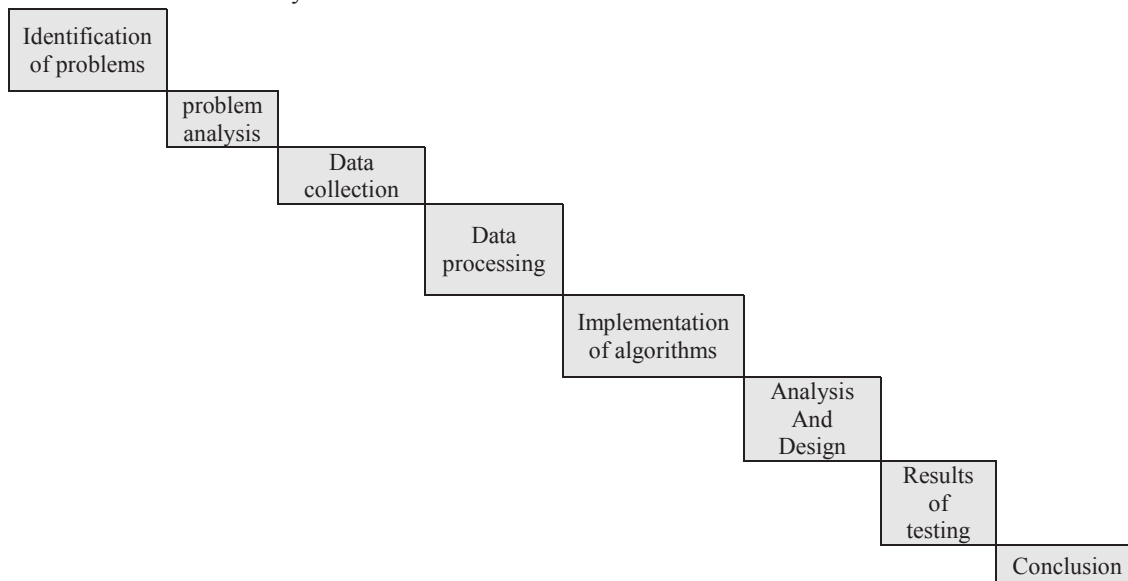 Identification
of problems
problem
analysis
Data
collection
Data
processing
Implementation
of algorithms
Analysis
And
Design
Results
of
testing
Conclusion